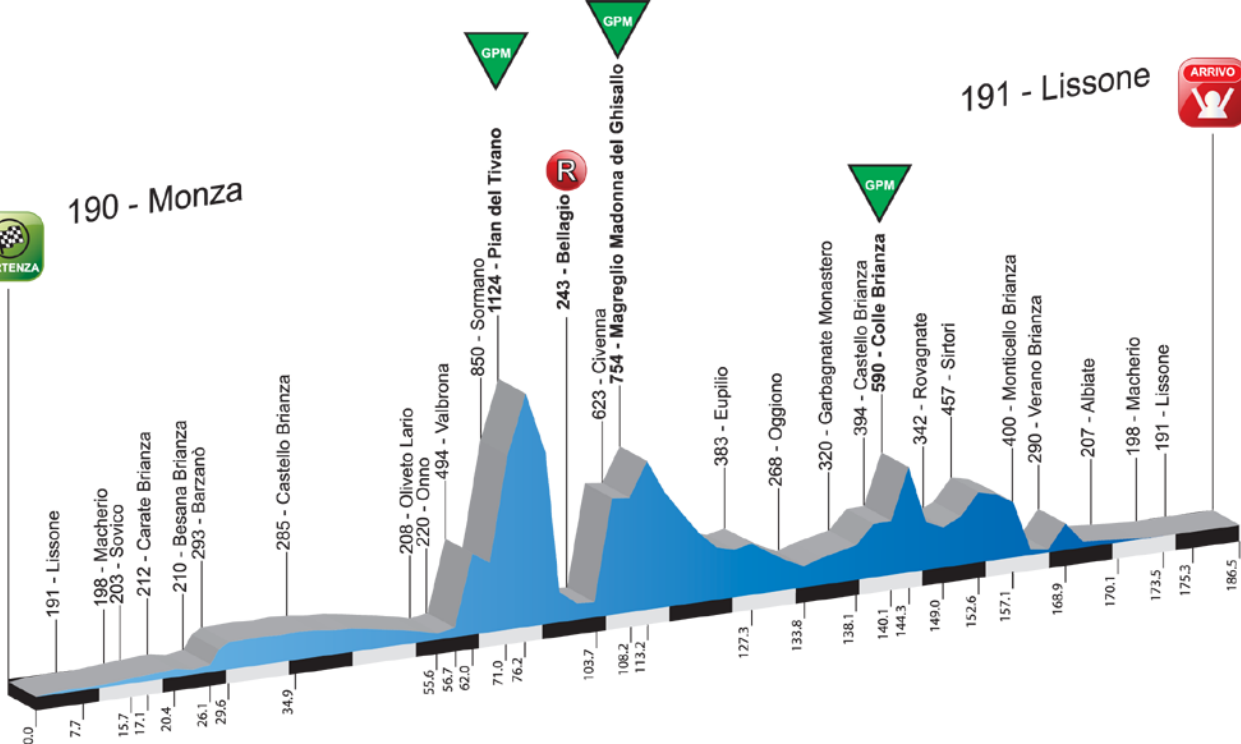 GPM
GPM
191 - Lissone
ARRIVO
R
GPM
190 - Monza
RTENZA
191 - Lissone
198 - Macherio
203 - Sovico
212 - Carate Brianza
210 - Besana Brianza
293 - Barzanò
285 - Castello Brianza
208 - Oliveto Lario
220 - Onno
494 - Valbrona
850 - Sormano
1124 - Pian del Tivano
243 - Bellagio
623 - Civenna
754 - Magreglio Madonna del Ghisallo
383 - Eupilio
268 - Oggiono
320 - Garbagnate Monastero
394 - Castello Brianza
590 - Colle Brianza
342 - Rovagnate
457 - Sirtori
400 - Monticello Brianza
290 - Verano Brianza
207 - Albiate
198 - Macherio
191 - Lissone
0.0
7.7
15.7
17.1
20.4
26.1
29.6
34.9
55.6
56.7
62.0
71.0
76.2
103.7
108.2
113.2
127.3
133.8
138.1
140.1
144.3
149.0
152.6
157.1
168.9
170.1
173.5
175.3
186.5